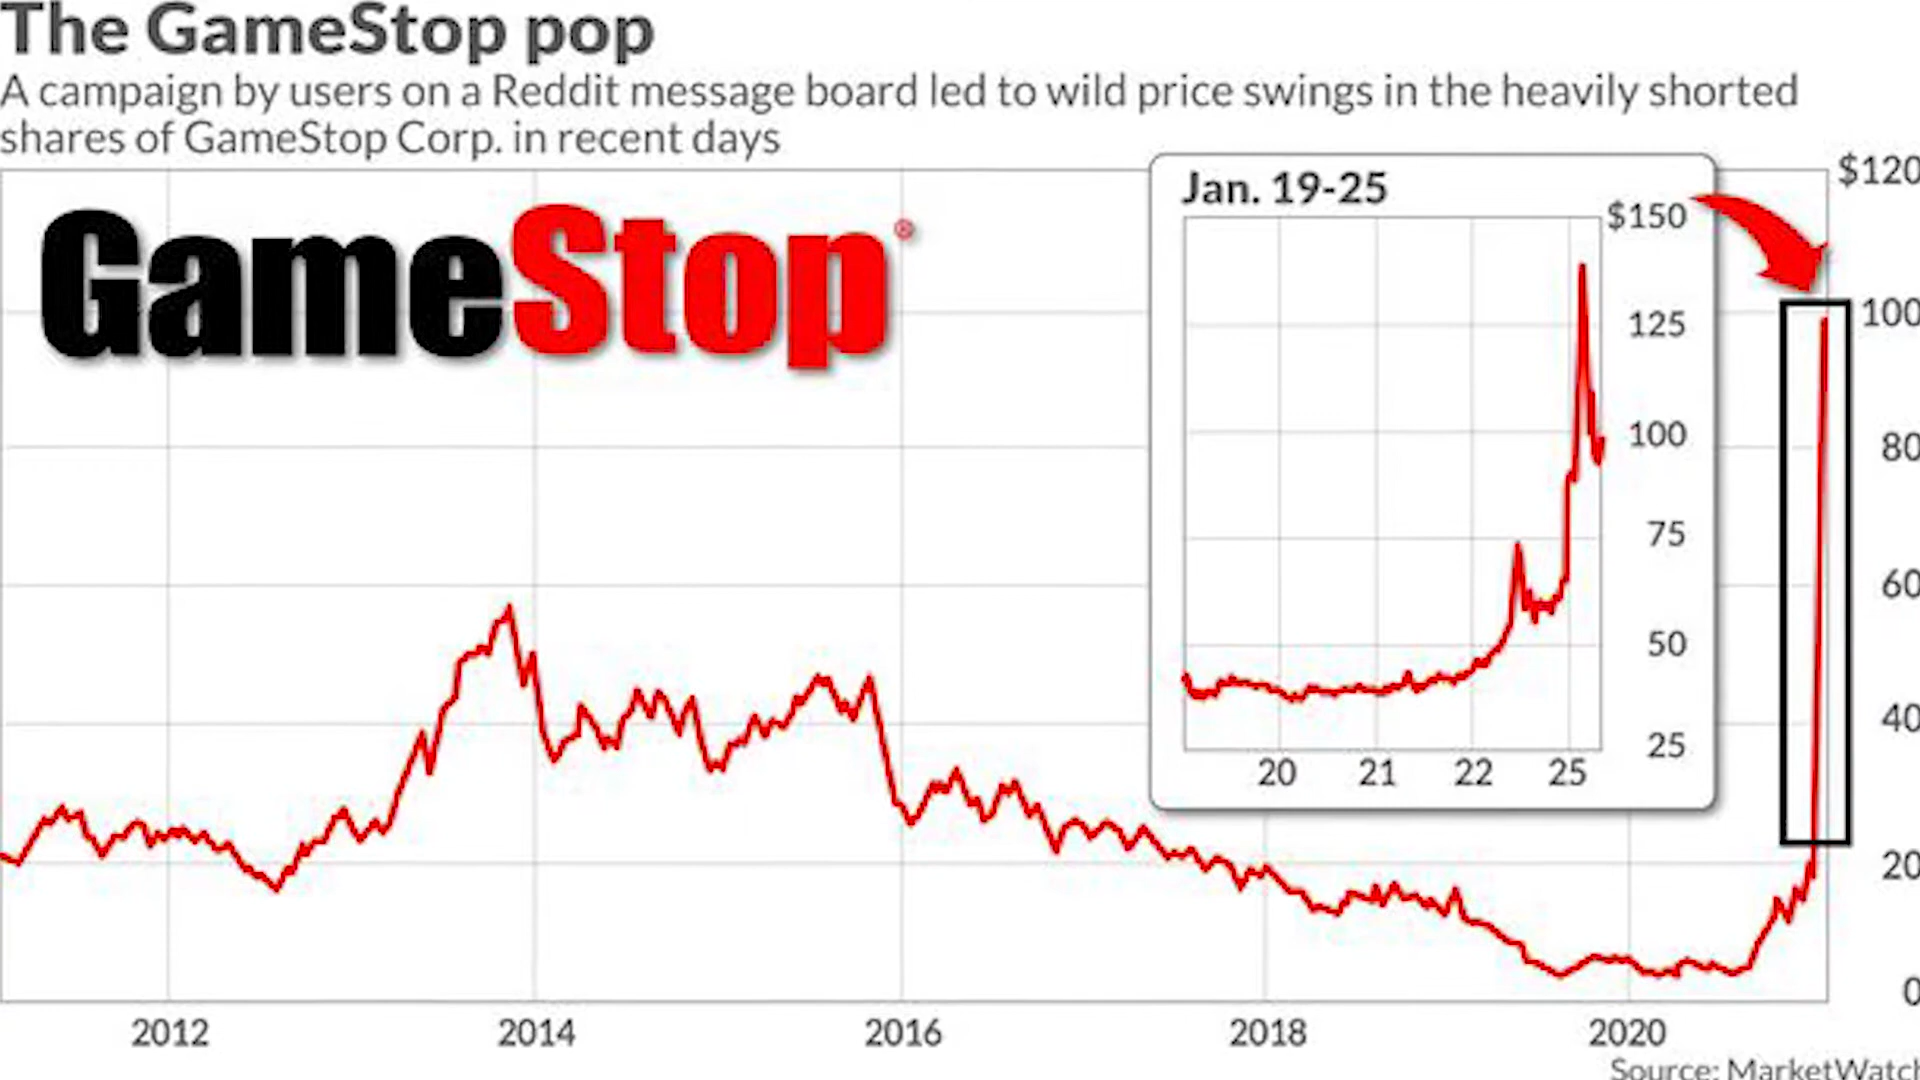 The GameStop pop
A campaign by users on a Reddit message board led to wild price swings in the heavily shorted
shares of GameStop Corp. in recent days
GameStop®
Jan. 19-25
$150
125
100
75
50
25
20 21 22 25
$120
100
80
60
40
20
0
2012 2014 2016 2018 2020
Source: MarketWatch